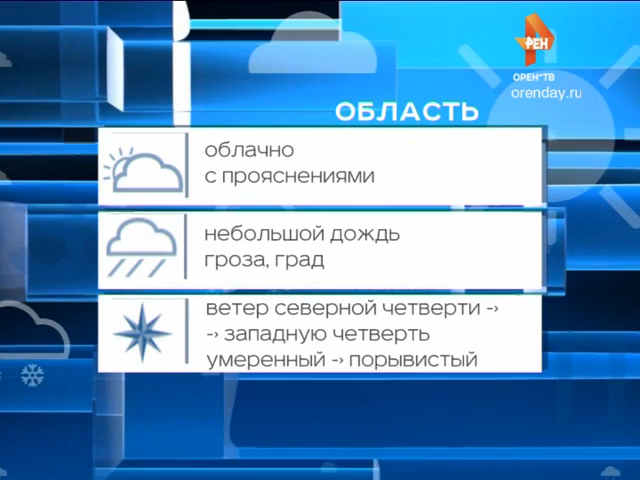 РЕН
ОРЕН-ТВ
orenday.ru
ОБЛАСТЬ
облачно
с прояснениями
небольшой дождь
гроза, град
ветер северной четверти -›
-› западную четверть
умеренный -› порывистый